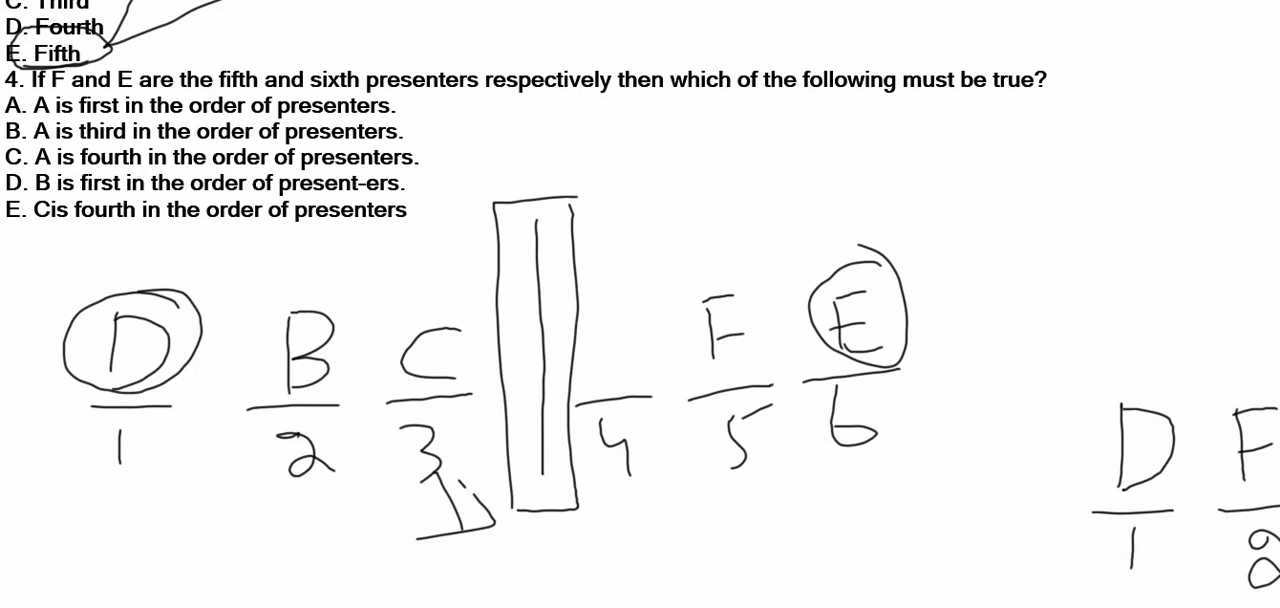 C. Third
D. Fourth
E. Fifth
4. If F and E are the fifth and sixth presenters respectively then which of the following must be true?
A. A is first in the order of presenters.
B. A is third in the order of presenters.
C. A is fourth in the order of presenters.
D. B is first in the order of present-ers.
E. Cis fourth in the order of presenters
D B C F E
1 2 3 4 5 6
D F
1